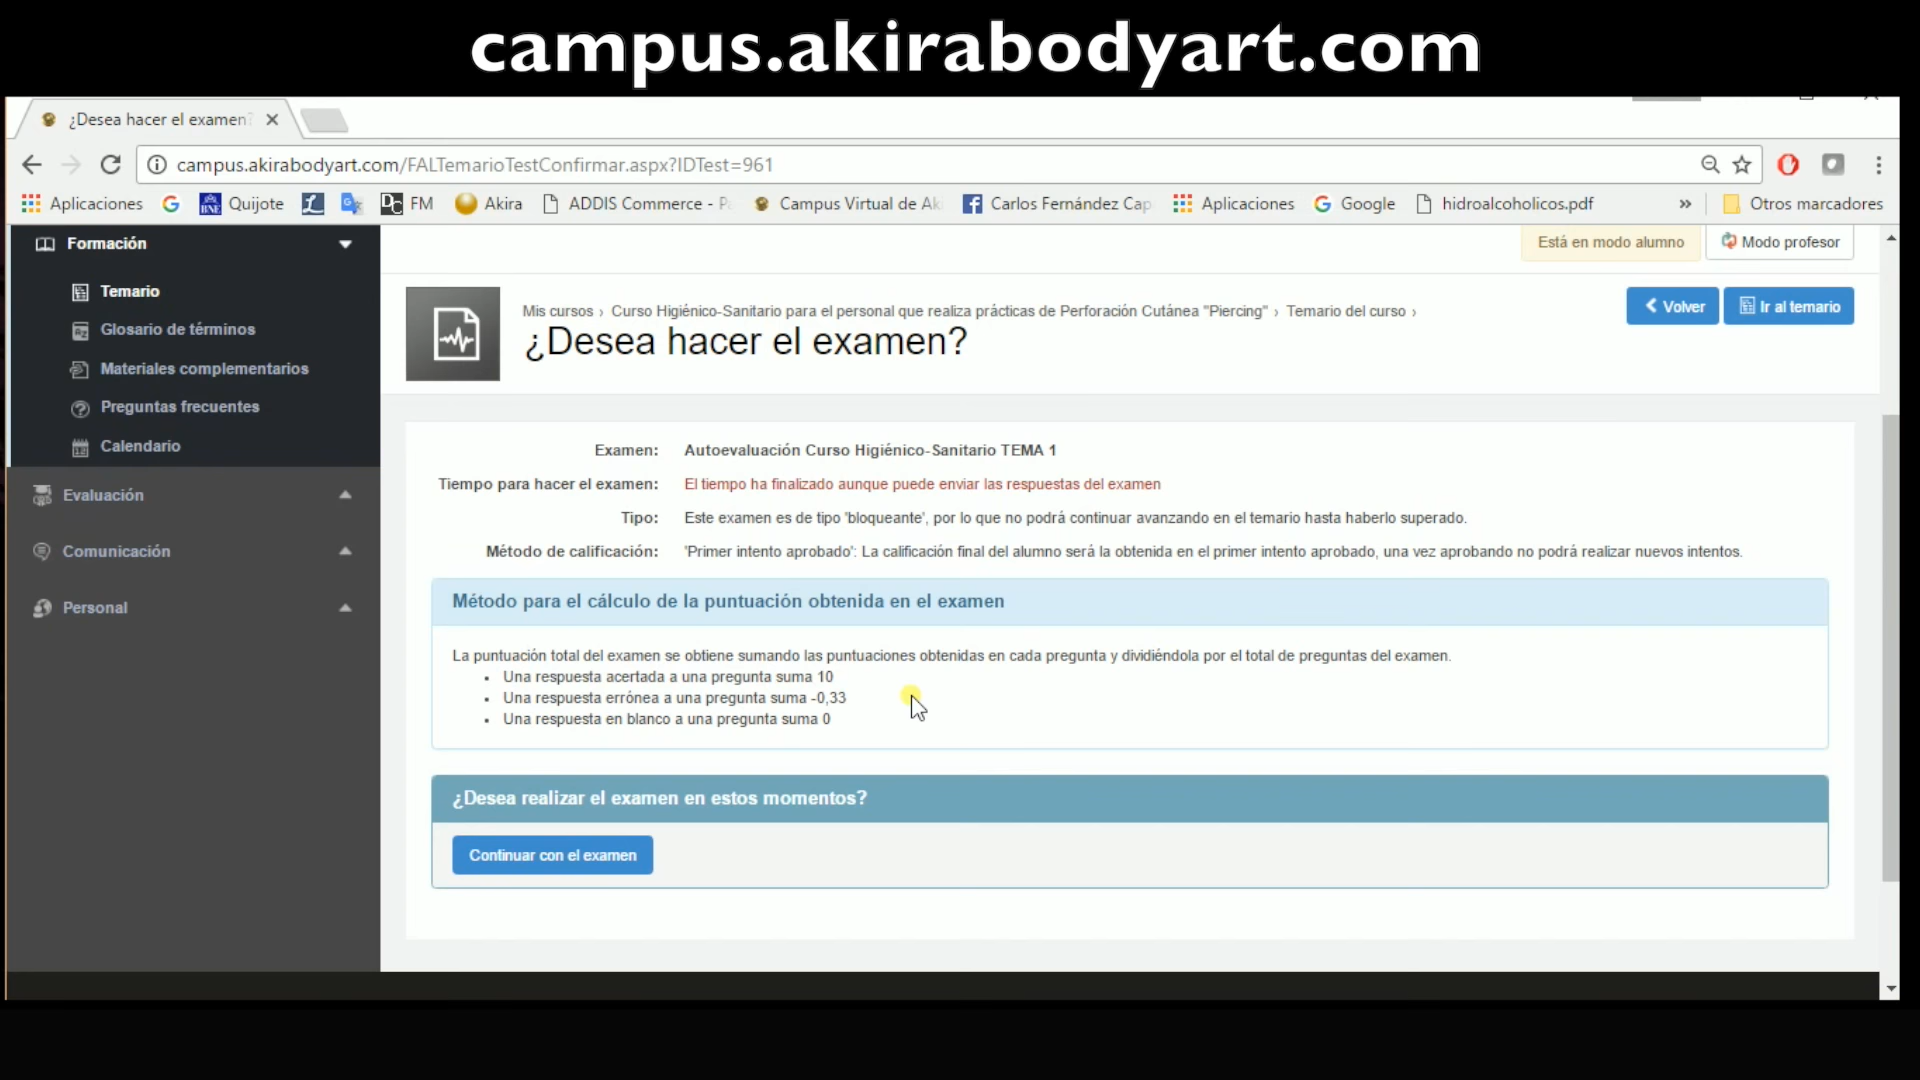 campus.akirabodyart.com
¿Desea hacer el examen?
campus.akirabodyart.com/FALTemarioTestConfirmar.aspx?IDTest=961
Aplicaciones Quijote FM Akira ADDIS Commerce - P Campus Virtual de Ak Carlos Fernández Cap Aplicaciones Google hidroalcoholicos.pdf » Otros marcadores
Formación
Temario
Glosario de términos
Materiales complementarios
Preguntas frecuentes
Calendario
Evaluación
Comunicación
Personal
Está en modo alumno Modo profesor
Mis cursos › Curso Higiénico-Sanitario para el personal que realiza prácticas de Perforación Cutánea "Piercing" › Temario del curso ›
¿Desea hacer el examen?
Volver Ir al temario
Examen: Autoevaluación Curso Higiénico-Sanitario TEMA 1
Tiempo para hacer el examen: El tiempo ha finalizado aunque puede enviar las respuestas del examen
Tipo: Este examen es de tipo 'bloqueante', por lo que no podrá continuar avanzando en el temario hasta haberlo superado.
Método de calificación: 'Primer intento aprobado': La calificación final del alumno será la obtenida en el primer intento aprobado, una vez aprobando no podrá realizar nuevos intentos.
Método para el cálculo de la puntuación obtenida en el examen
La puntuación total del examen se obtiene sumando las puntuaciones obtenidas en cada pregunta y dividiéndola por el total de preguntas del examen.
• Una respuesta acertada a una pregunta suma 10
• Una respuesta errónea a una pregunta suma -0,33
• Una respuesta en blanco a una pregunta suma 0
¿Desea realizar el examen en estos momentos?
Continuar con el examen